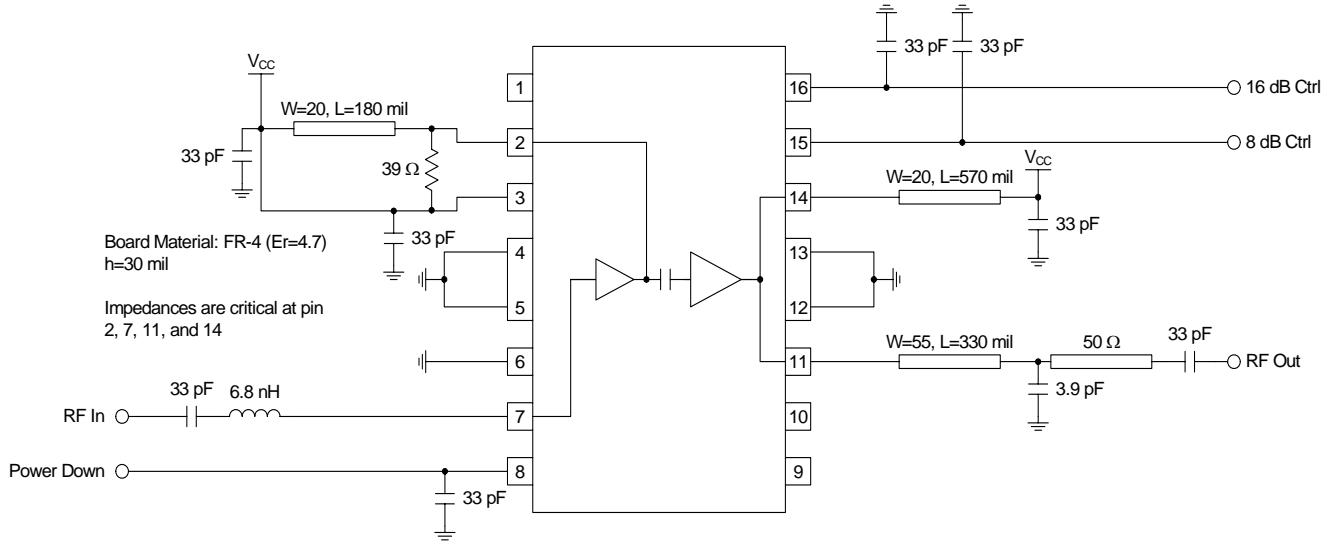 33 pF
33 pF
V_CC
W=20, L=180 mil
33 pF
39 Ω
33 pF
Board Material: FR-4 (Er=4.7)
h=30 mil
Impedances are critical at pin
2, 7, 11, and 14
33 pF
6.8 nH
RF In
Power Down
33 pF
1
2
3
4
5
6
7
8
16
15
14
13
12
11
10
9
16 dB Ctrl
8 dB Ctrl
V_CC
W=20, L=570 mil
33 pF
W=55, L=330 mil
50 Ω
33 pF
RF Out
3.9 pF